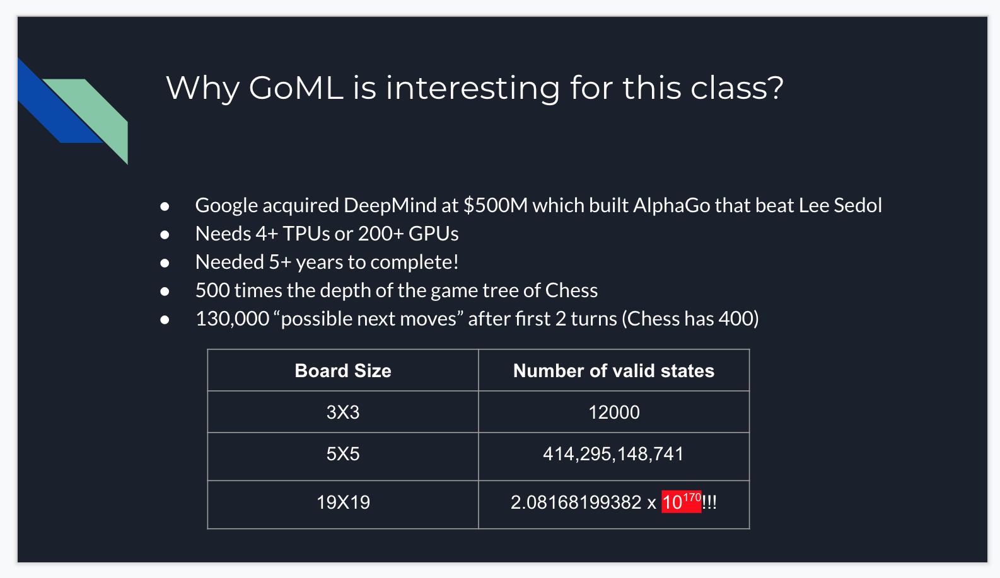 Why GoML is interesting for this class?
● Google acquired DeepMind at $500M which built AlphaGo that beat Lee Sedol
● Needs 4+ TPUs or 200+ GPUs
● Needed 5+ years to complete!
● 500 times the depth of the game tree of Chess
● 130,000 “possible next moves” after first 2 turns (Chess has 400)
Board Size Number of valid states
3X3 12000
5X5 414,295,148,741
19X19 2.08168199382 x 10¹⁷⁰!!!